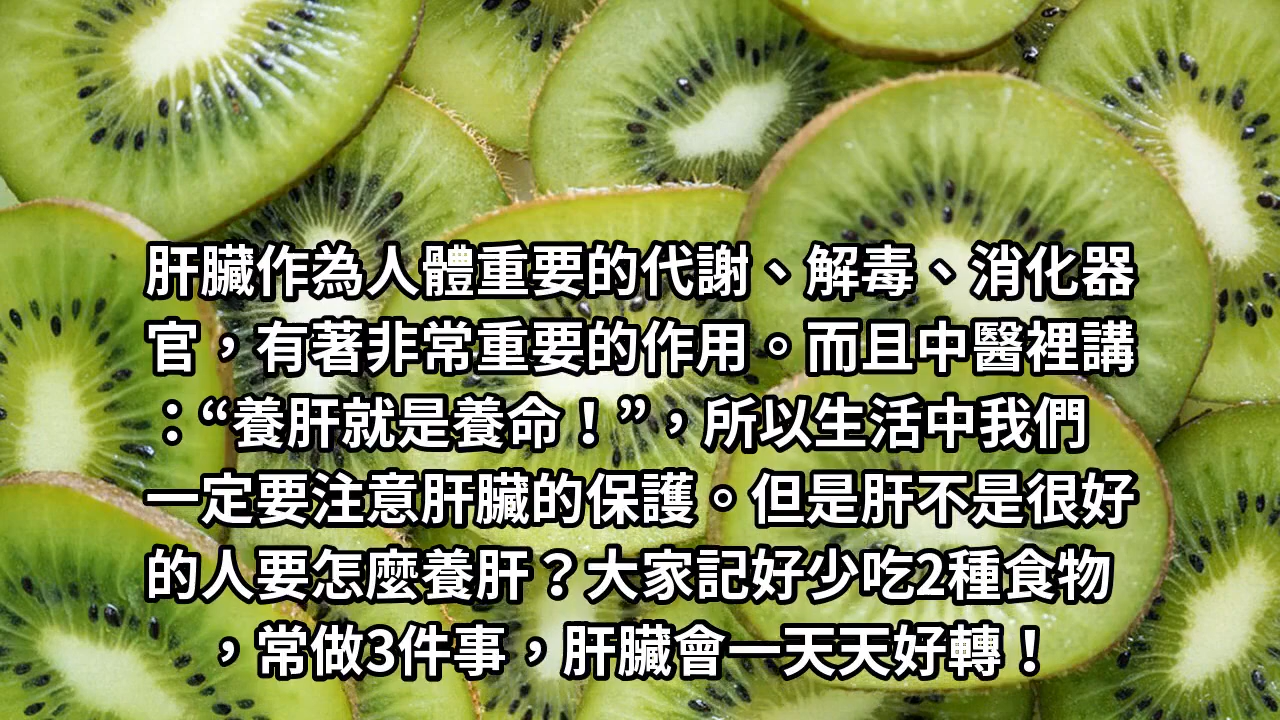 肝臟作為人體重要的代謝、解毒、消化器
官，有著非常重要的作用。而且中醫裡講
：“養肝就是養命！”，所以生活中我們
一定要注意肝臟的保護。但是肝不是很好
的人要怎麼養肝？大家記好少吃2種食物
，常做3件事，肝臟會一天天好轉！